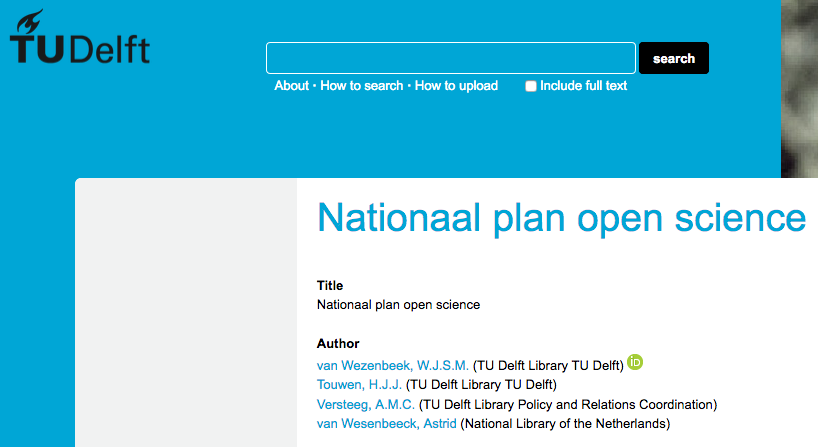 TUDelft
search
About • How to search • How to upload
Include full text
Nationaal plan open science
Title
Nationaal plan open science
Author
van Wezenbeek, W.J.S.M. (TU Delft Library TU Delft) iD
Touwen, H.J.J. (TU Delft Library TU Delft)
Versteeg, A.M.C. (TU Delft Library Policy and Relations Coordination)
van Wesenbeeck, Astrid (National Library of the Netherlands)